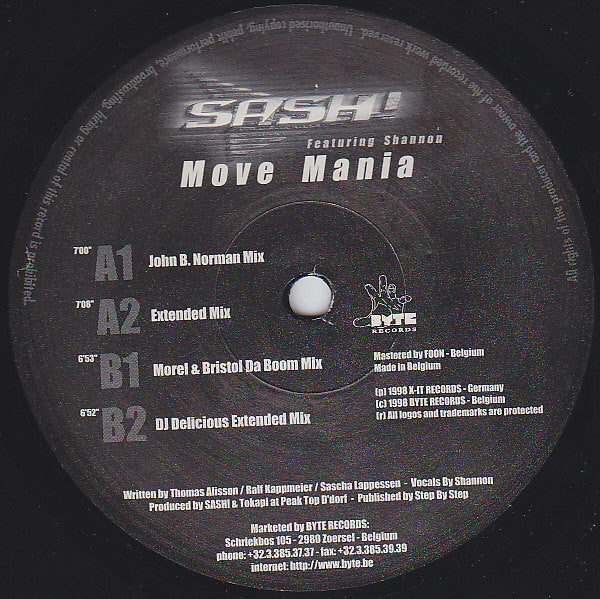 All rights of the producer and the owner of the recorded work reserved. Unauthorised copying, public performance, broadcasting, hiring or rental of this record is prohibited.
SASH!
Featuring Shannon
Move Mania
7'00" A1 John B. Norman Mix
7'08" A2 Extended Mix
6'53" B1 Morel & Bristol Da Boom Mix
6'52" B2 DJ Delicious Extended Mix
BYTE
RECORDS
Mastered by FOON - Belgium
Made in Belgium
(p) 1998 X-IT RECORDS - Germany
(c) 1998 BYTE RECORDS - Belgium
(r) All logos and trademarks are protected
Written by Thomas Alisson / Ralf Kappmeier / Sascha Lappessen - Vocals By Shannon
Produced by SASH! & Tokapi at Peak Top D'dorf - Published by Step By Step
Marketed by BYTE RECORDS:
Schriekbos 105 - 2980 Zoersel - Belgium
phone: +32.3.385.37.37 - fax: +32.3.385.39.39
internet: http://www.byte.be